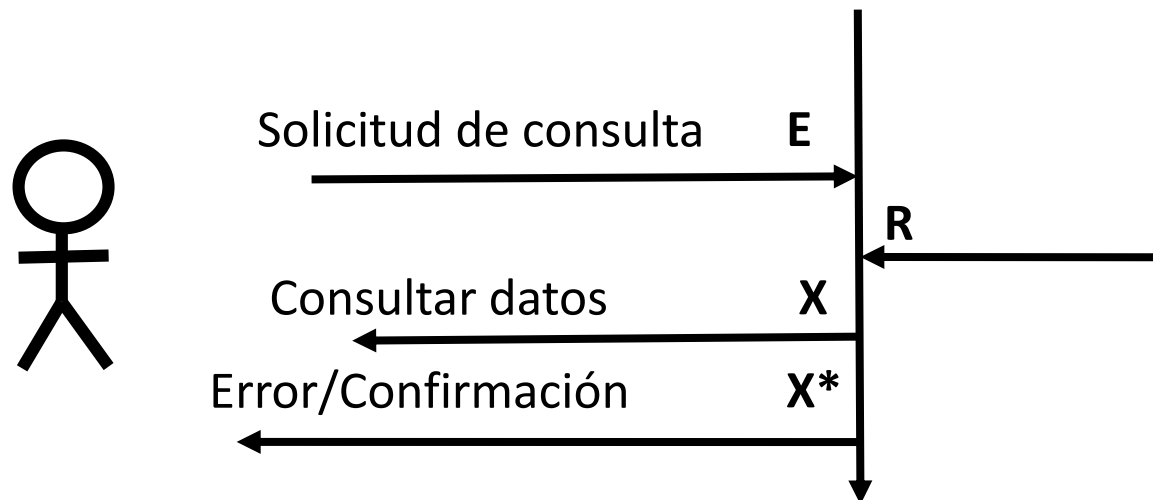 Solicitud de consulta E
R
Consultar datos X
Error/Confirmación X*